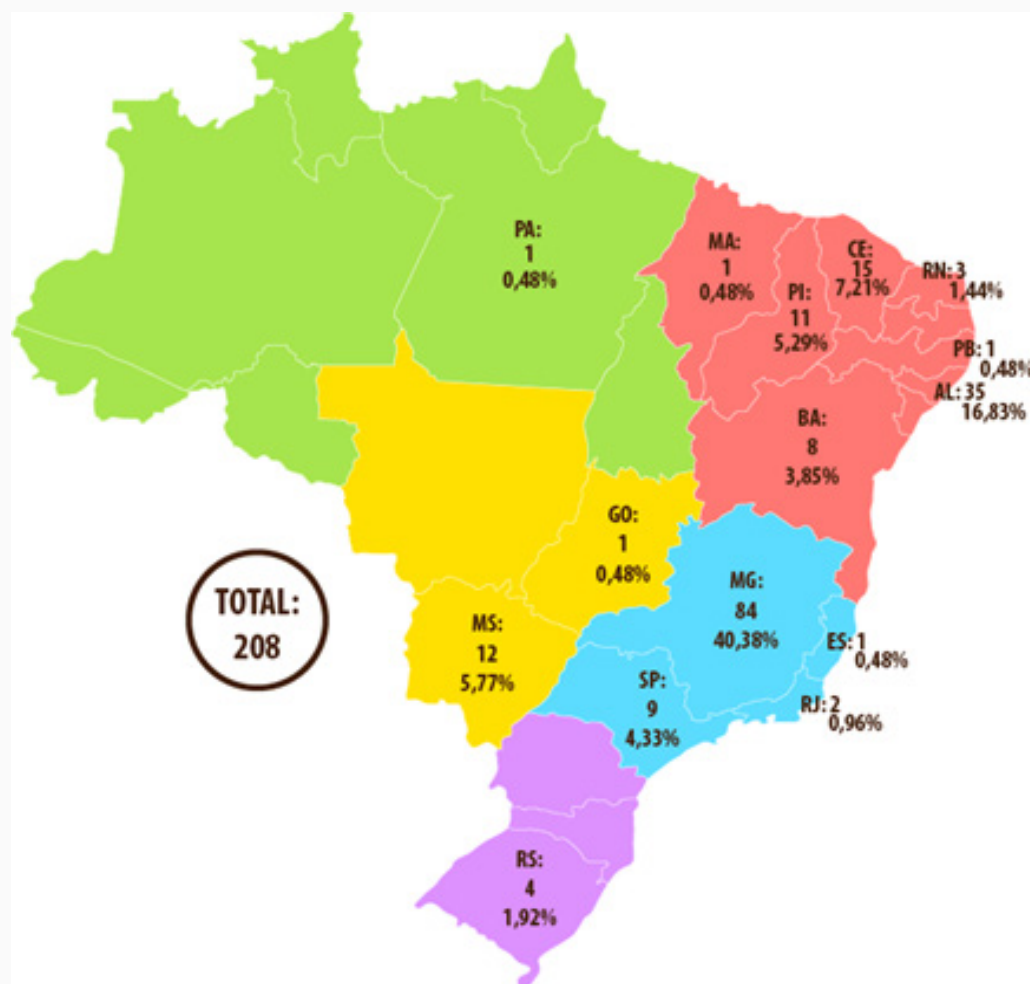 PA:
1
0,48%
MA:
1
0,48%
PI:
11
5,29%
CE:
15
7,21%
RN: 3
1,44%
PB: 1
0,48%
AL: 35
16,83%
BA:
8
3,85%
GO:
1
0,48%
MG:
84
40,38%
ES: 1
0,48%
RJ: 2
0,96%
MS:
12
5,77%
SP:
9
4,33%
TOTAL:
208
RS:
4
1,92%